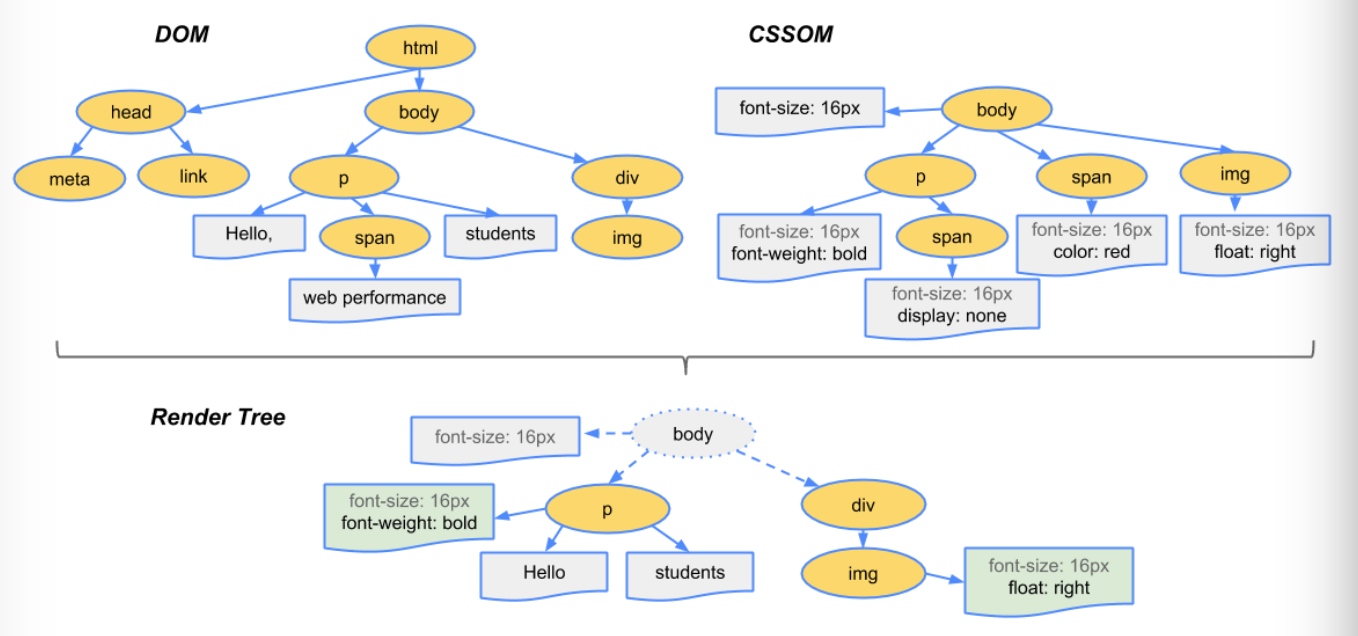 DOM
CSSOM
html
head
body
meta
link
p
div
Hello,
span
students
img
web performance
font-size: 16px
body
p
span
img
font-size: 16px
font-weight: bold
span
font-size: 16px
color: red
font-size: 16px
float: right
font-size: 16px
display: none
Render Tree
font-size: 16px
body
font-size: 16px
font-weight: bold
p
div
Hello
students
img
font-size: 16px
float: right